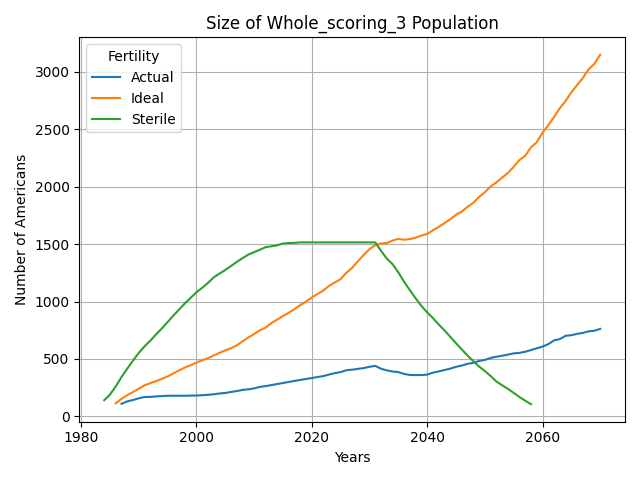 Size of Whole_scoring_3 Population
Fertility
Actual
Ideal
Sterile
Number of Americans
3000
2500
2000
1500
1000
500
0
1980
2000
2020
2040
2060
Years